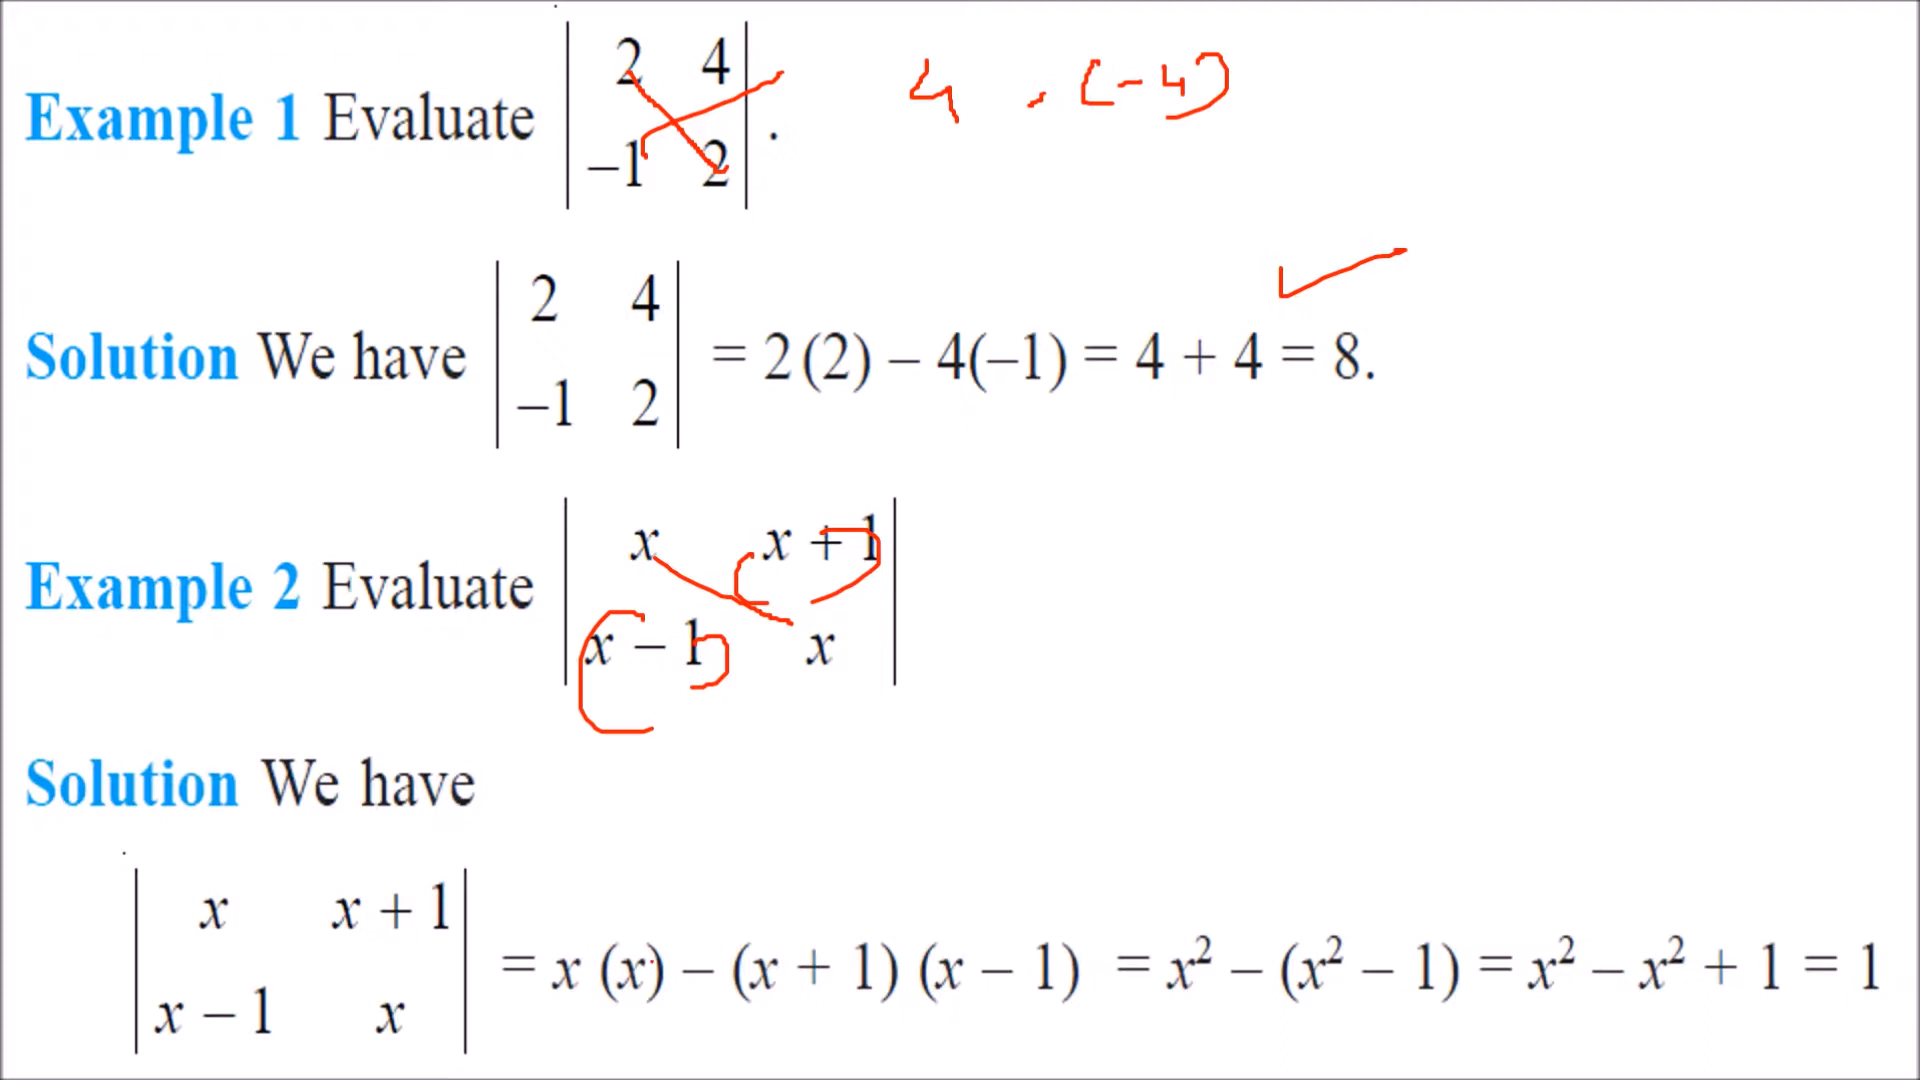 2 4 4 - (-4)
Example 1 Evaluate .
–1 2
2 4
Solution We have = 2 (2) – 4(–1) = 4 + 4 = 8.
–1 2
x x + 1
Example 2 Evaluate
x – 1 x
Solution We have
x x + 1
= x (x) – (x + 1) (x – 1) = x² – (x² – 1) = x² – x² + 1 = 1
x – 1 x